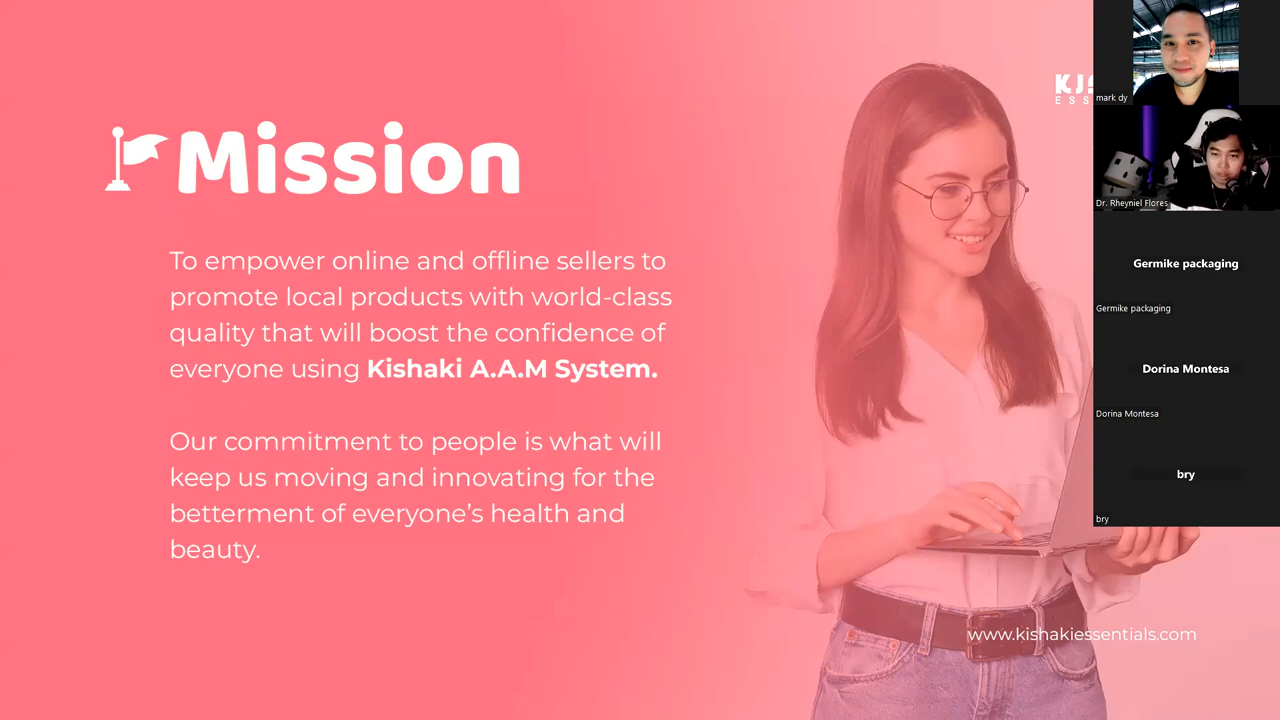 Mission
To empower online and offline sellers to
promote local products with world-class
quality that will boost the confidence of
everyone using Kishaki A.A.M System.
Our commitment to people is what will
keep us moving and innovating for the
betterment of everyone's health and
beauty.
www.kishakiessentials.com
mark dy
Dr. Rheyniel Flores
Germike packaging
Germike packaging
Dorina Montesa
Dorina Montesa
bry
bry